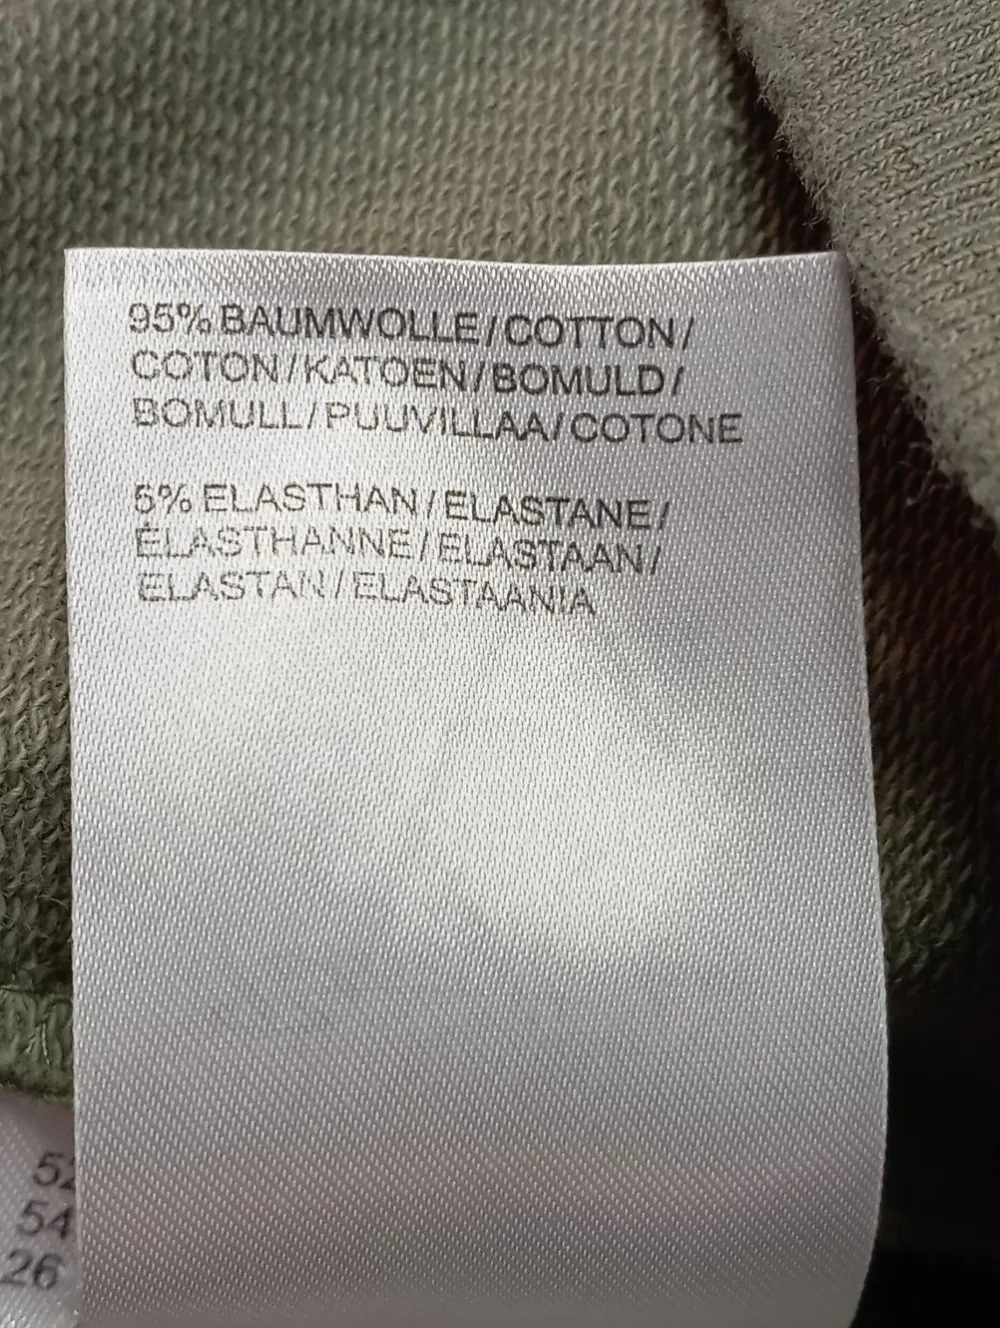 95% BAUMWOLLE/COTTON/
COTON/KATOEN/BOMULD/
BOMULL/PUUVILLAA/COTONE
5% ELASTHAN/ELASTANE/
ÉLASTHANNE/ELASTAAN/
ELASTAN/ELASTAANIA
54
26